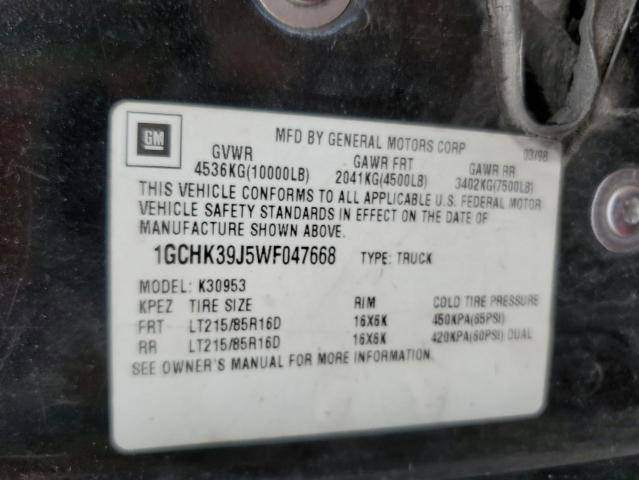 GM
MFD BY GENERAL MOTORS CORP 03/98
GVWR GAWR FRT GAWR RR
4536KG(10000LB) 2041KG(4500LB) 3402KG(7500LB)
THIS VEHICLE CONFORMS TO ALL APPLICABLE U.S. FEDERAL MOTOR
VEHICLE SAFETY STANDARDS IN EFFECT ON THE DATE OF
MANUFACTURE SHOWN ABOVE.
1GCHK39J5WF047668 TYPE: TRUCK
MODEL: K30953
KPEZ TIRE SIZE RIM COLD TIRE PRESSURE
FRT LT215/85R16D 16X6K 450KPA(65PSI)
RR LT215/85R16D 16X6K 420KPA(60PSI) DUAL
SEE OWNER'S MANUAL FOR MORE INFORMATION.